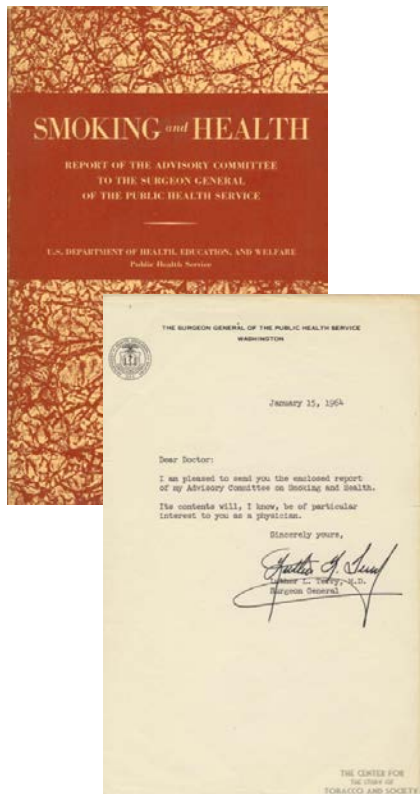 SMOKING and HEALTH
REPORT OF THE ADVISORY COMMITTEE
TO THE SURGEON GENERAL
OF THE PUBLIC HEALTH SERVICE
U.S. DEPARTMENT OF HEALTH, EDUCATION, AND WELFARE
Public Health Service
THE SURGEON GENERAL OF THE PUBLIC HEALTH SERVICE
WASHINGTON
January 15, 1964
Dear Doctor:
I am pleased to send you the enclosed report
of my Advisory Committee on Smoking and Health.
Its contents will, I know, be of particular
interest to you as a physician.
Sincerely yours,
Luther L. Terry
Luther L. Terry, M.D.
Surgeon General
THE CENTER FOR
THE STUDY OF
TOBACCO AND SOCIETY